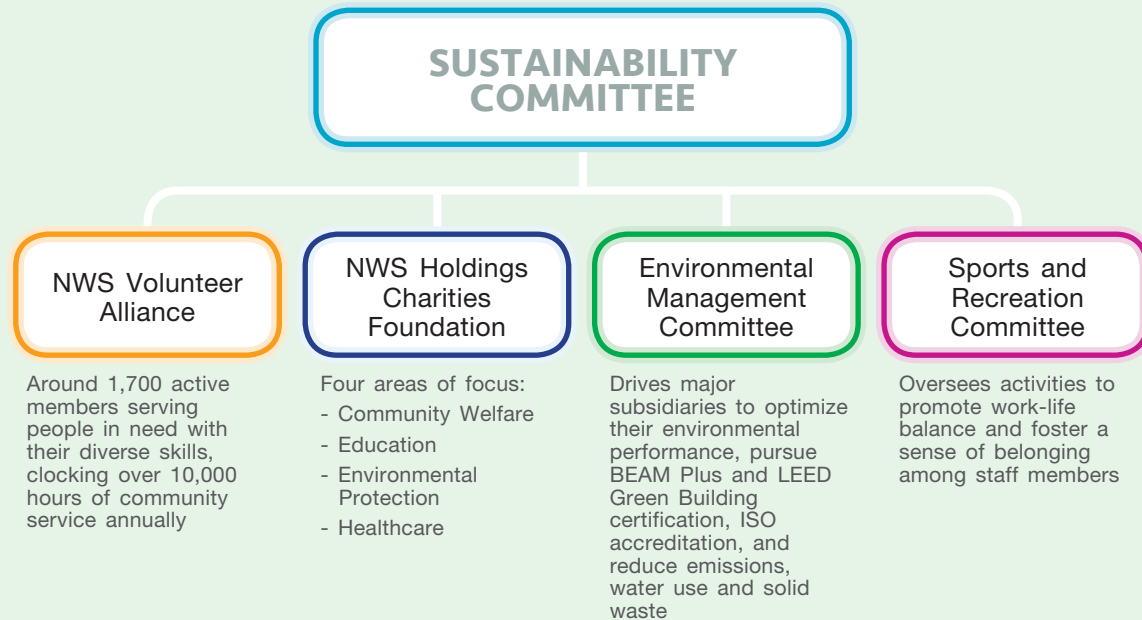 SUSTAINABILITY
COMMITTEE
NWS Volunteer
Alliance
Around 1,700 active
members serving
people in need with
their diverse skills,
clocking over 10,000
hours of community
service annually
NWS Holdings
Charities
Foundation
Four areas of focus:
- Community Welfare
- Education
- Environmental
Protection
- Healthcare
Environmental
Management
Committee
Drives major
subsidiaries to optimize
their environmental
performance, pursue
BEAM Plus and LEED
Green Building
certification, ISO
accreditation, and
reduce emissions,
water use and solid
waste
Sports and
Recreation
Committee
Oversees activities to
promote work-life
balance and foster a
sense of belonging
among staff members